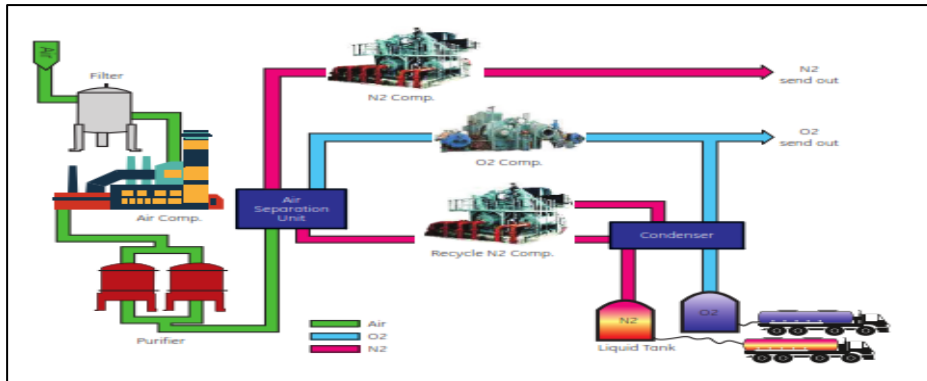 Air
Filter
N2 Comp.
N2
send out
O2 Comp.
O2
send out
Air Comp.
Air
Separation
Unit
Recycle N2 Comp.
Condenser
Purifier
Air
O2
N2
N2
O2
Liquid Tank